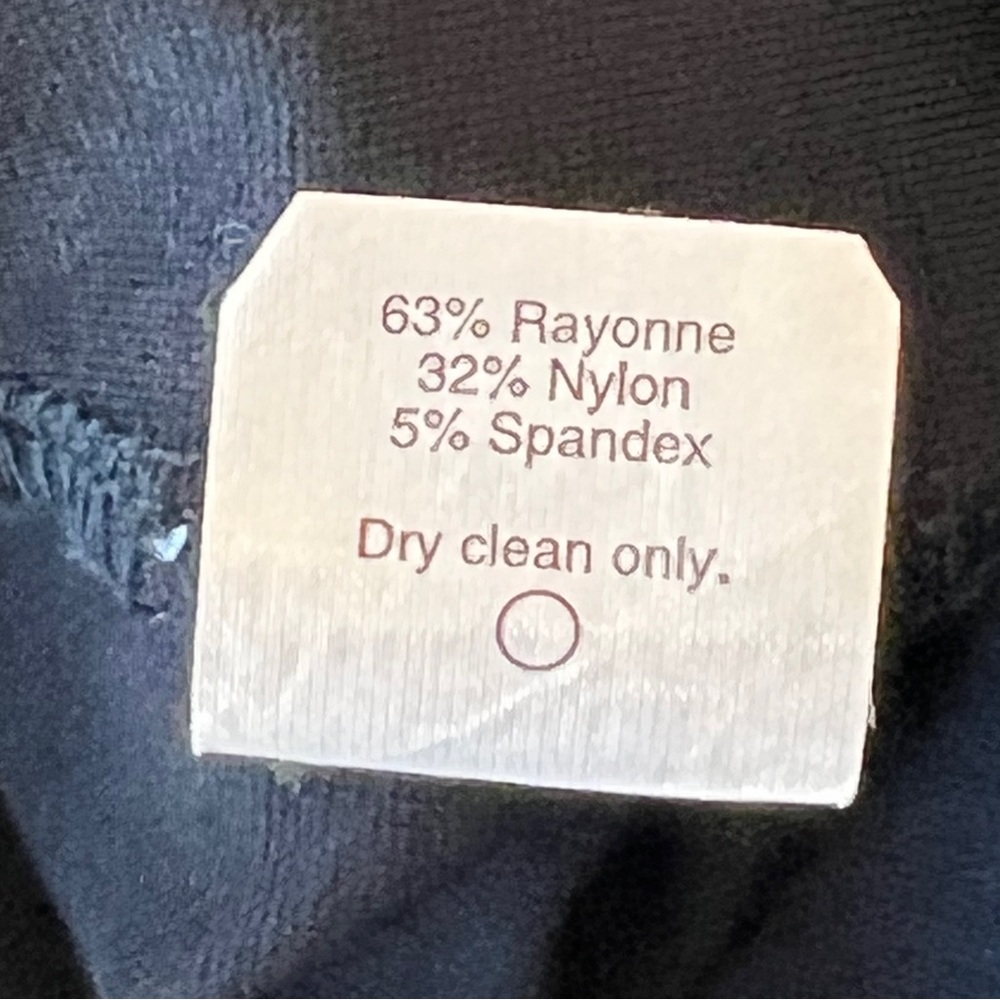 63% Rayonne
32% Nylon
5% Spandex
Dry clean only.